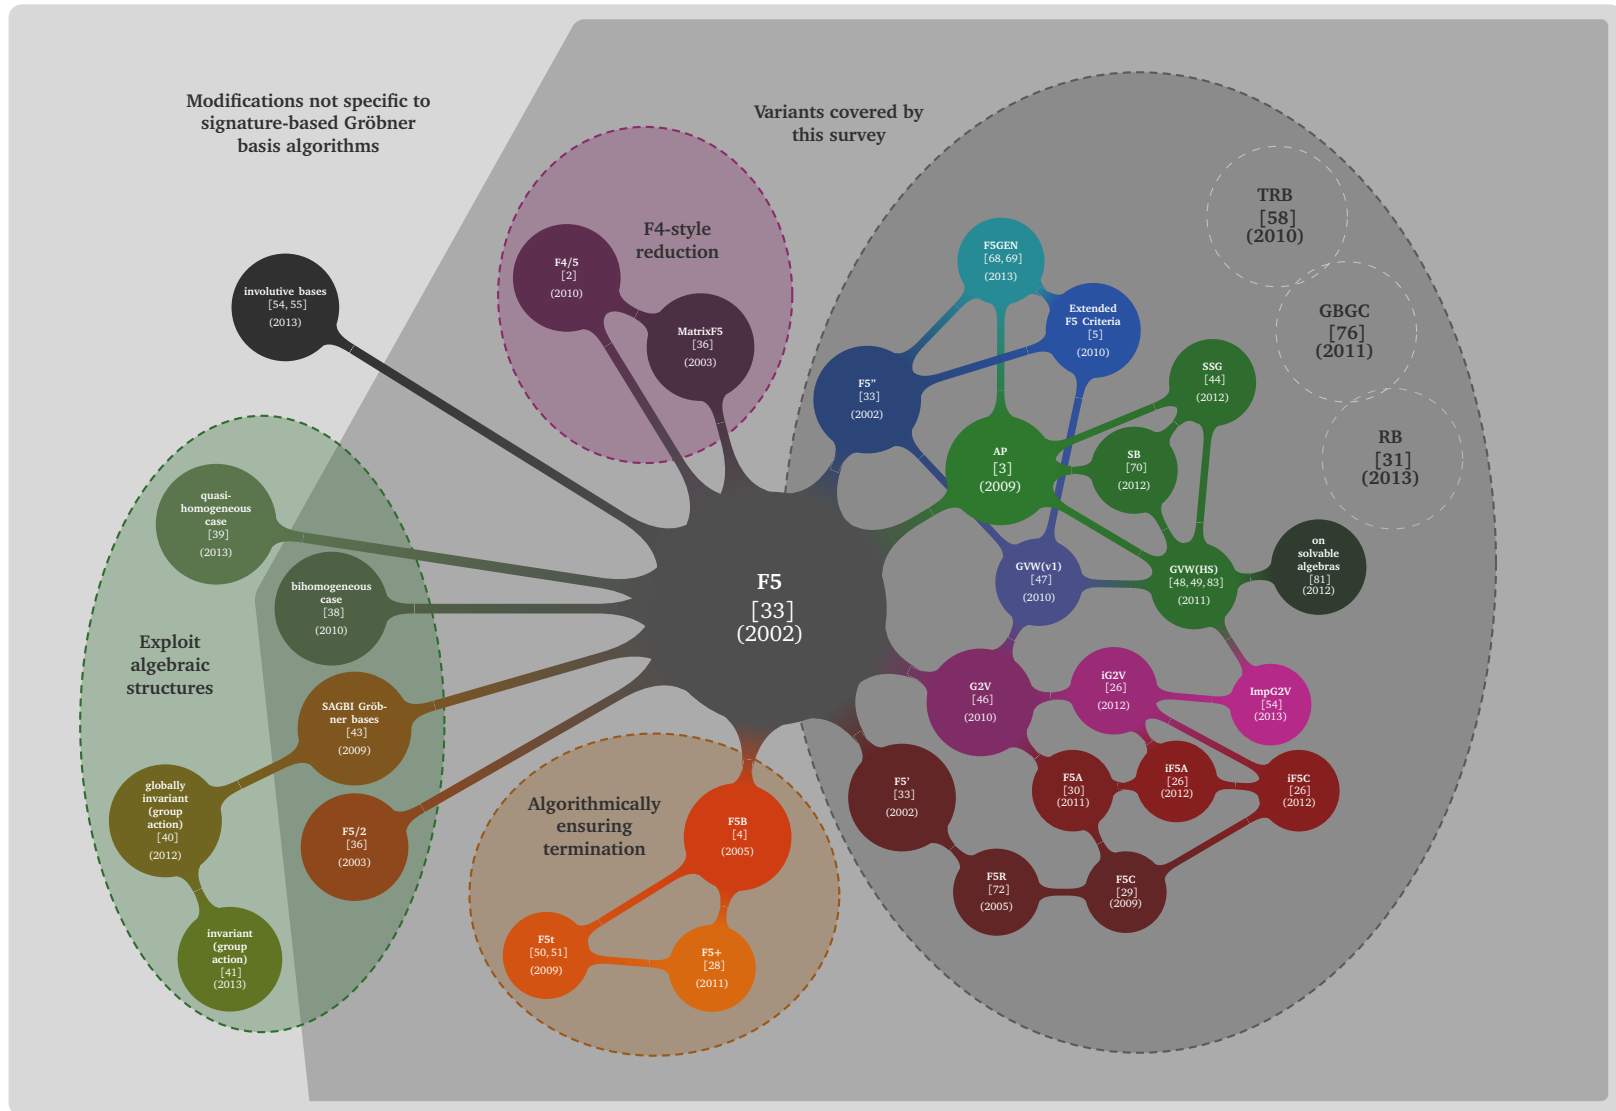 Modifications not specific to
signature-based Gröbner
basis algorithms
Variants covered by
this survey
F4-style
reduction
F4/5
[2]
(2010)
MatrixF5
[36]
(2003)
involutive bases
[54, 55]
(2013)
quasi-
homogeneous
case
[39]
(2013)
bihomogeneous
case
[38]
(2010)
Exploit
algebraic
structures
SAGBI Gröb-
ner bases
[43]
(2009)
globally
invariant
(group
action)
[40]
(2012)
F5/2
[36]
(2003)
invariant
(group
action)
[41]
(2013)
F5
[33]
(2002)
Algorithmically
ensuring
termination
F5B
[4]
(2005)
F5t
[50, 51]
(2009)
F5+
[28]
(2011)
F5GEN
[68, 69]
(2013)
Extended
F5 Criteria
[5]
(2010)
F5”
[33]
(2002)
AP
[3]
(2009)
SSG
[44]
(2012)
SB
[70]
(2012)
TRB
[58]
(2010)
GBGC
[76]
(2011)
RB
[31]
(2013)
GVW(v1)
[47]
(2010)
GVW(HS)
[48, 49, 83]
(2011)
on
solvable
algebras
[81]
(2012)
G2V
[46]
(2010)
iG2V
[26]
(2012)
ImpG2V
[54]
(2013)
F5’
[33]
(2002)
F5A
[30]
(2011)
iF5A
[26]
(2012)
iF5C
[26]
(2012)
F5R
[72]
(2005)
F5C
[29]
(2009)